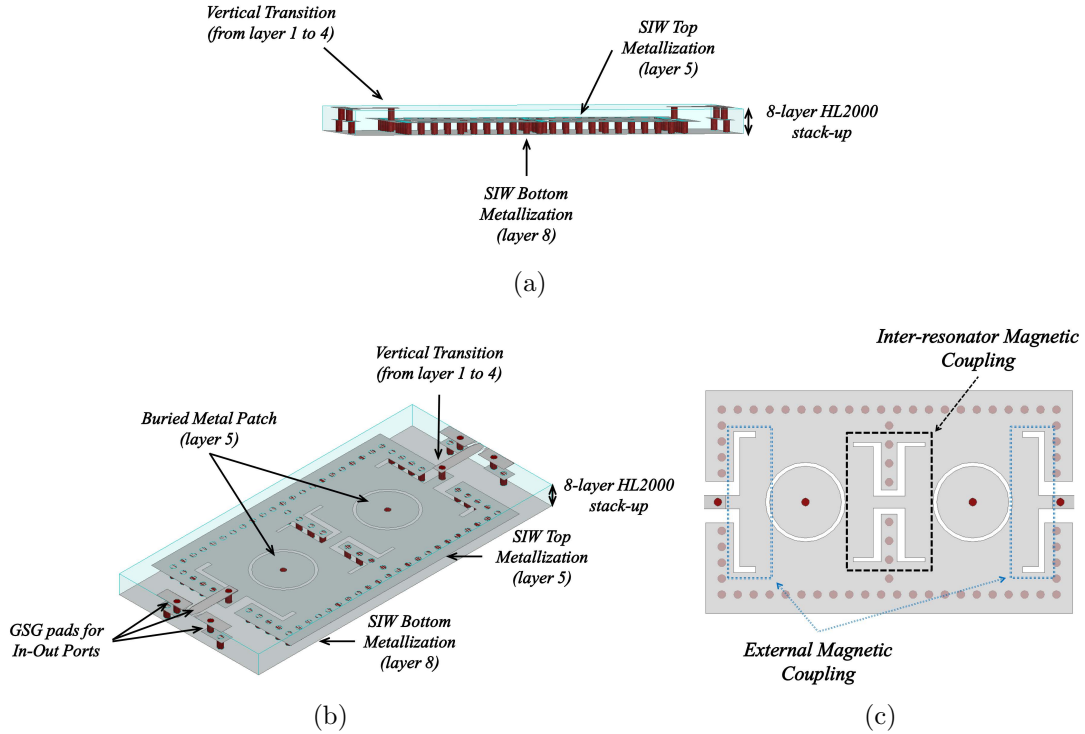 Vertical Transition
(from layer 1 to 4)
SIW Top
Metallization
(layer 5)
8-layer HL2000
stack-up
SIW Bottom
Metallization
(layer 8)
(a)
Vertical Transition
(from layer 1 to 4)
Buried Metal Patch
(layer 5)
8-layer HL2000
stack-up
SIW Top
Metallization
(layer 5)
GSG pads for
In-Out Ports
SIW Bottom
Metallization
(layer 8)
(b)
Inter-resonator Magnetic
Coupling
External Magnetic
Coupling
(c)